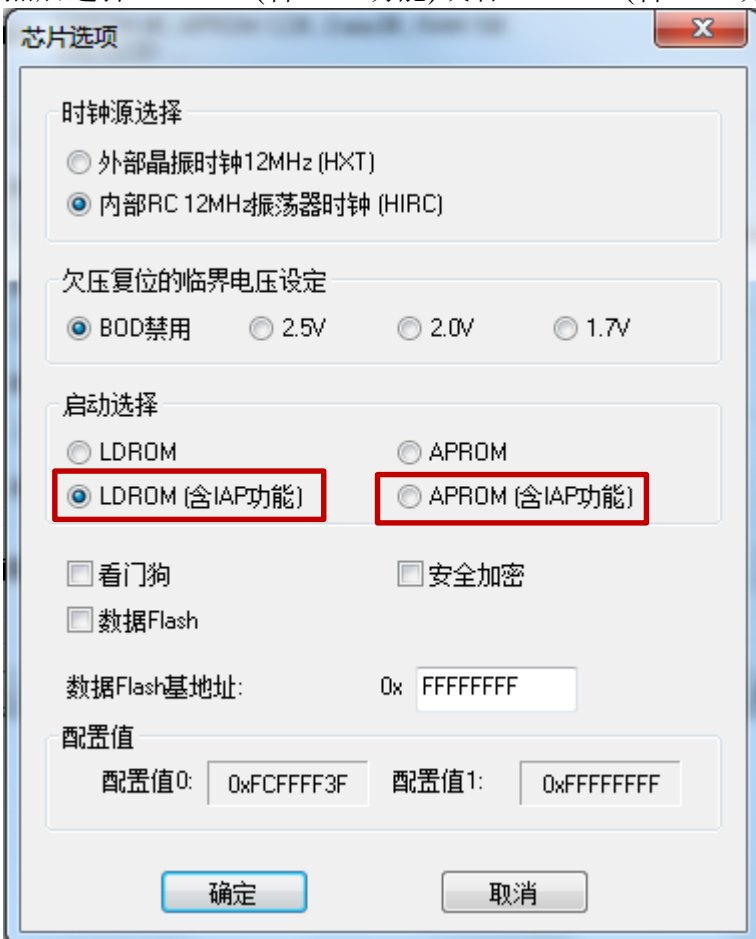 芯片选项
时钟源选择
外部晶振时钟12MHz (HXT)
内部RC 12MHz振荡器时钟 (HIRC)
欠压复位的临界电压设定
BOD禁用 2.5V 2.0V 1.7V
启动选择
LDROM APROM
LDROM (含IAP功能) APROM (含IAP功能)
看门狗 安全加密
数据Flash
数据Flash基地址: 0x FFFFFFFF
配置值
配置值0: 0xFCFFFF3F 配置值1: 0xFFFFFFFF
确定 取消